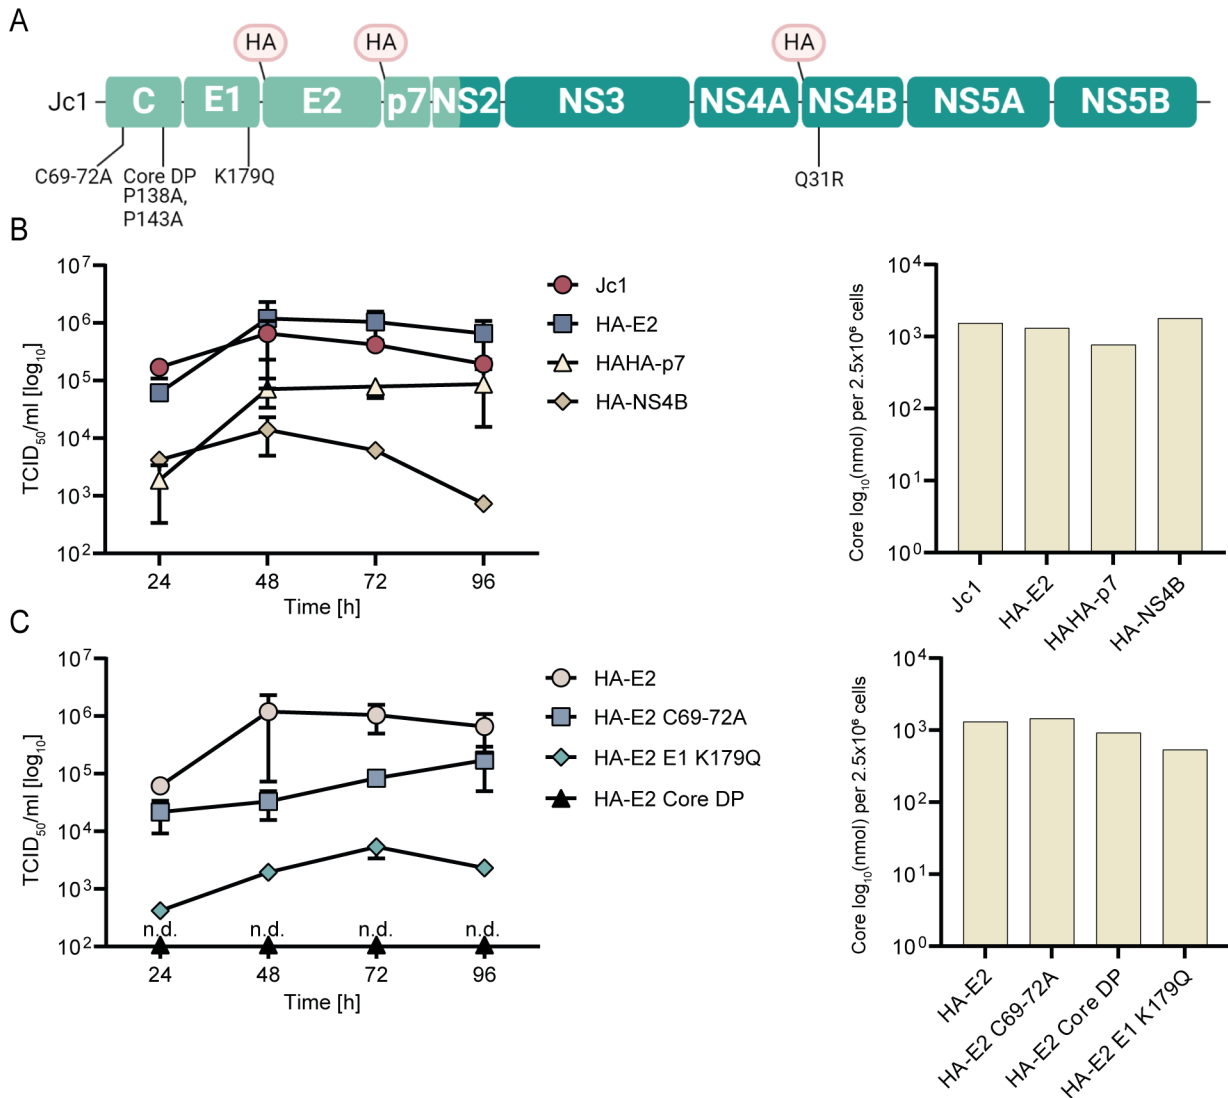 A
HA
HA
HA
Jc1
C
E1
E2
p7
NS2
NS3
NS4A
NS4B
NS5A
NS5B
C69-72A
Core DP
P138A,
P143A
K179Q
Q31R
B
TCID₅₀/ml [log₁₀]
10⁷
10⁶
10⁵
10⁴
10³
10²
24
48
72
96
Time [h]
Jc1
HA-E2
HAHA-p7
HA-NS4B
Core log₁₀(nmol) per 2.5x10⁶ cells
10⁴
10³
10²
10¹
10⁰
Jc1
HA-E2
HAHA-p7
HA-NS4B
C
TCID₅₀/ml [log₁₀]
10⁷
10⁶
10⁵
10⁴
10³
10²
n.d.
n.d.
n.d.
n.d.
24
48
72
96
Time [h]
HA-E2
HA-E2 C69-72A
HA-E2 E1 K179Q
HA-E2 Core DP
Core log₁₀(nmol) per 2.5x10⁶ cells
10⁴
10³
10²
10¹
10⁰
HA-E2
HA-E2 C69-72A
HA-E2 Core DP
HA-E2 E1 K179Q